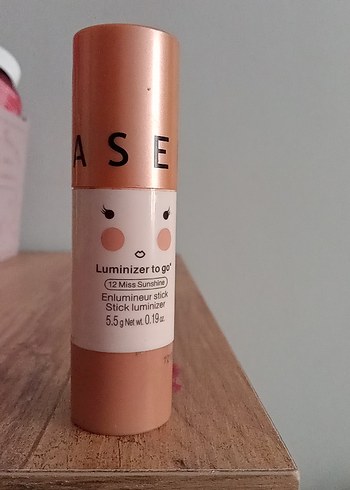 ASE
Luminizer to go*
12 Miss Sunshine
Enlumineur stick
Stick luminizer
5.5 g Net wt. 0.19 oz.